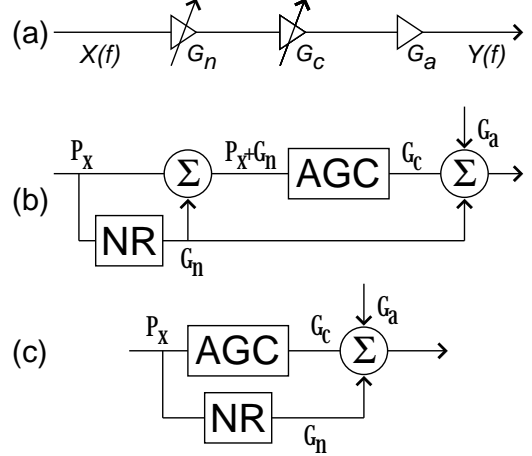 (a) X(f) Gn Gc Ga Y(f)
(b) Px Σ Px+Gn AGC Gc Ga Σ
NR Gn
(c) Px AGC Gc Ga Σ
NR Gn